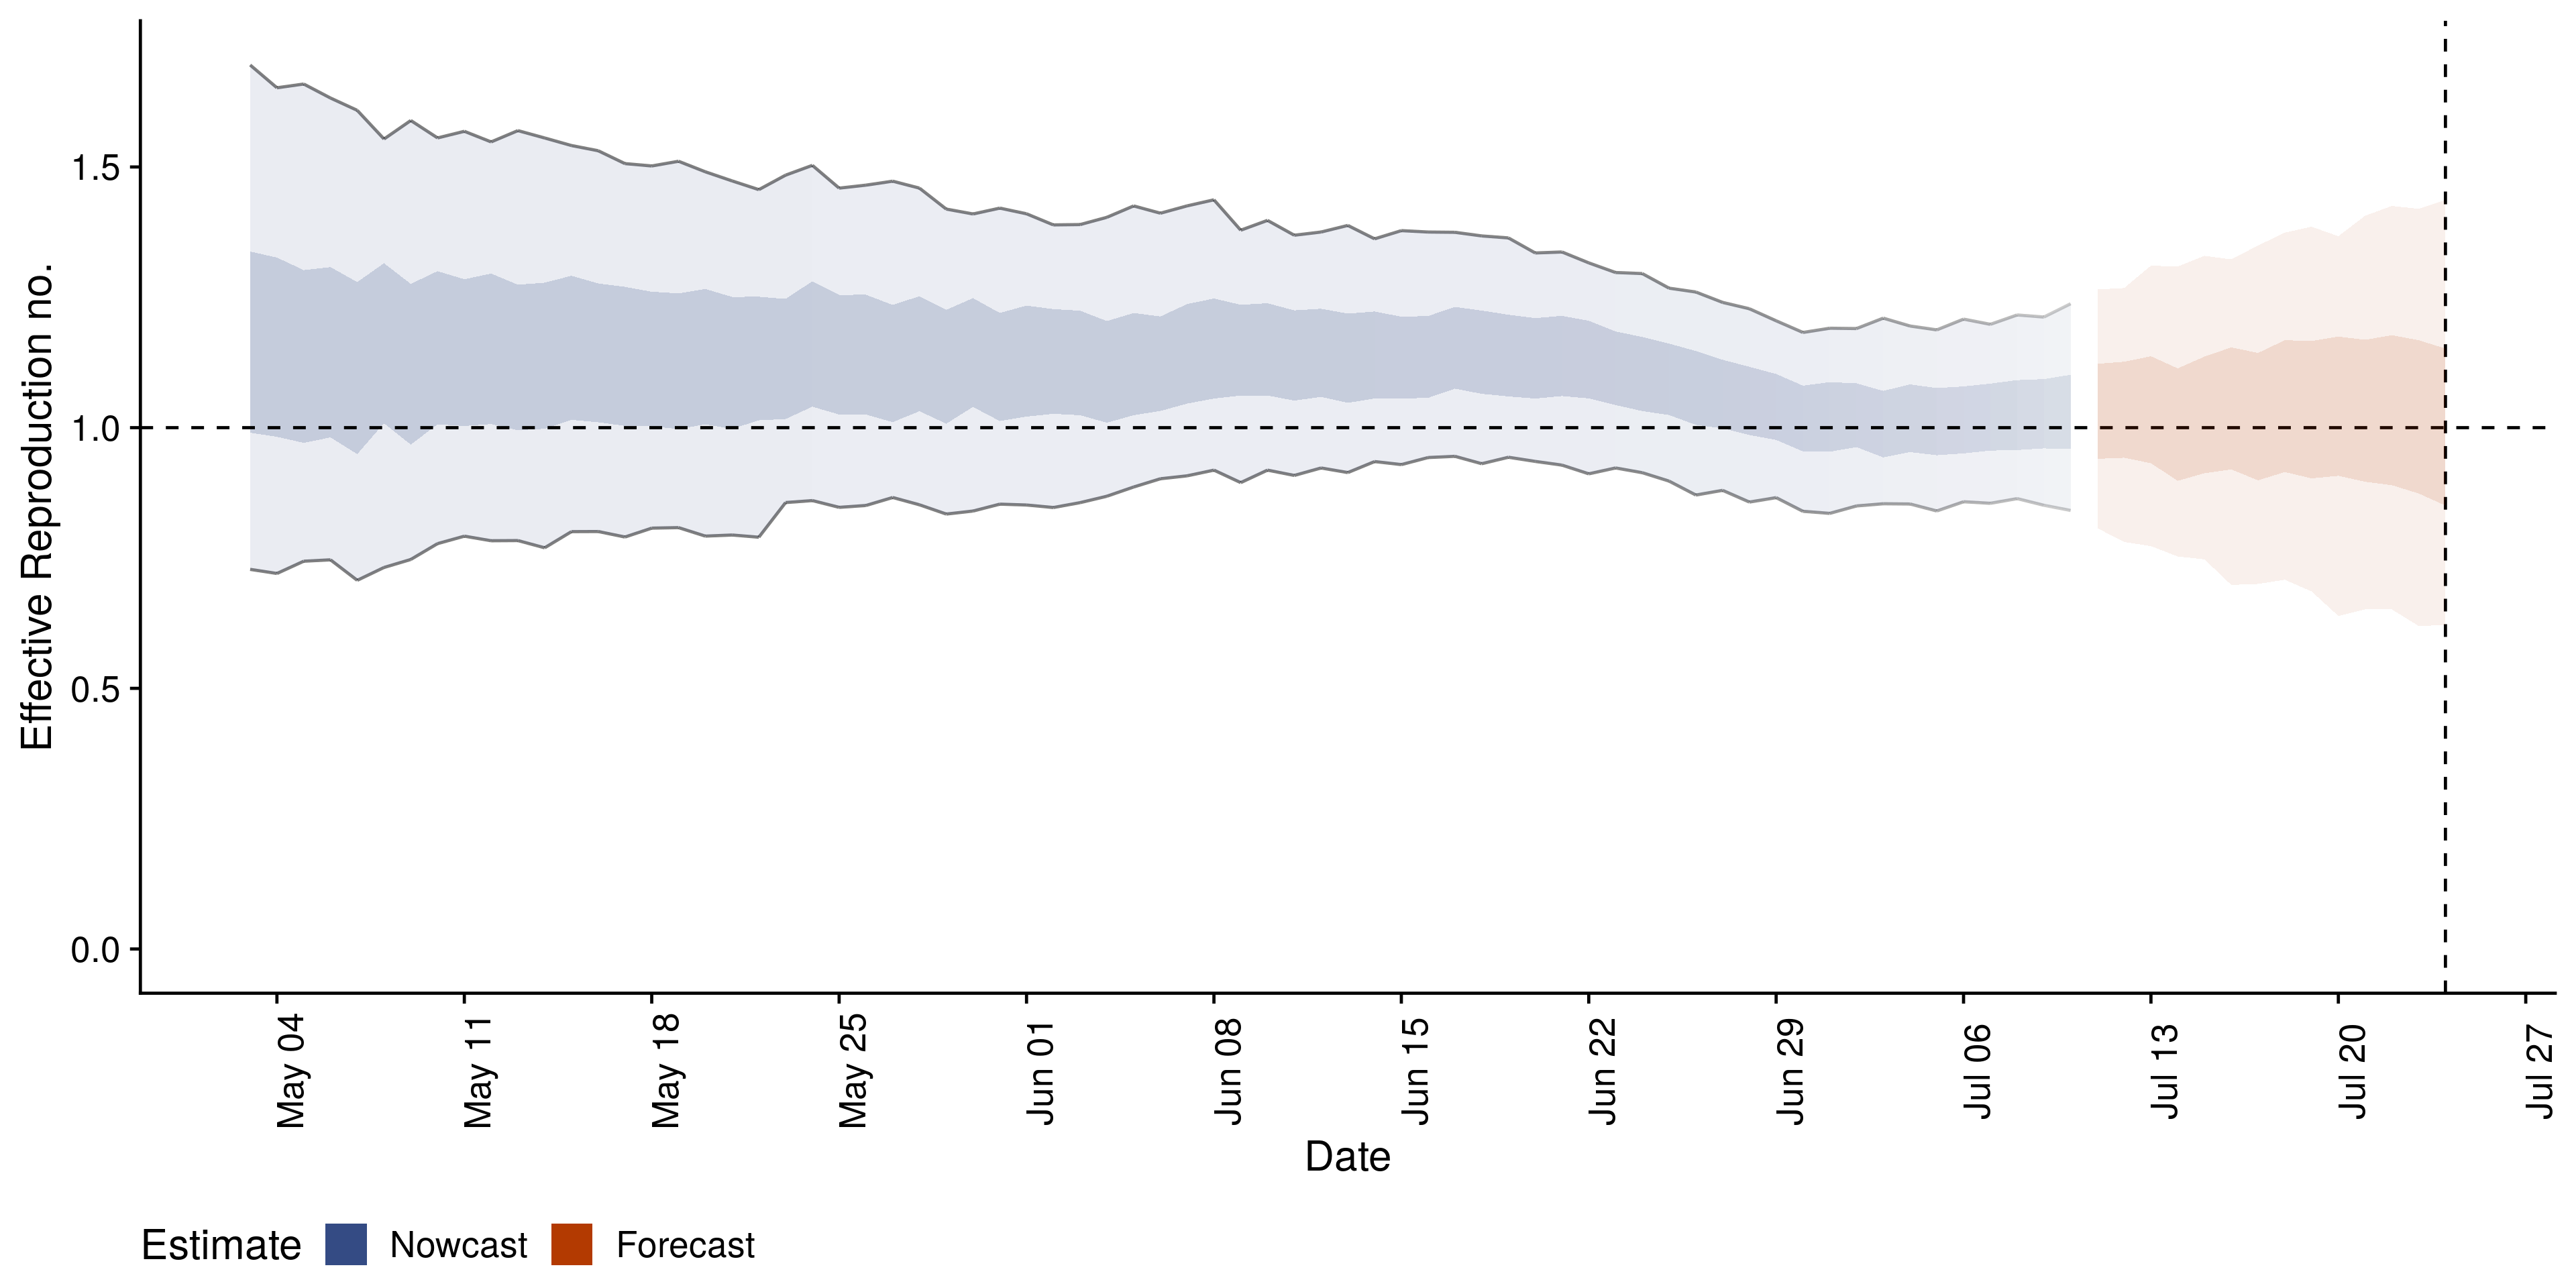 Effective Reproduction no.
1.5
1.0
0.5
0.0
May 04
May 11
May 18
May 25
Jun 01
Jun 08
Jun 15
Jun 22
Jun 29
Jul 06
Jul 13
Jul 20
Jul 27
Date
Estimate Nowcast Forecast